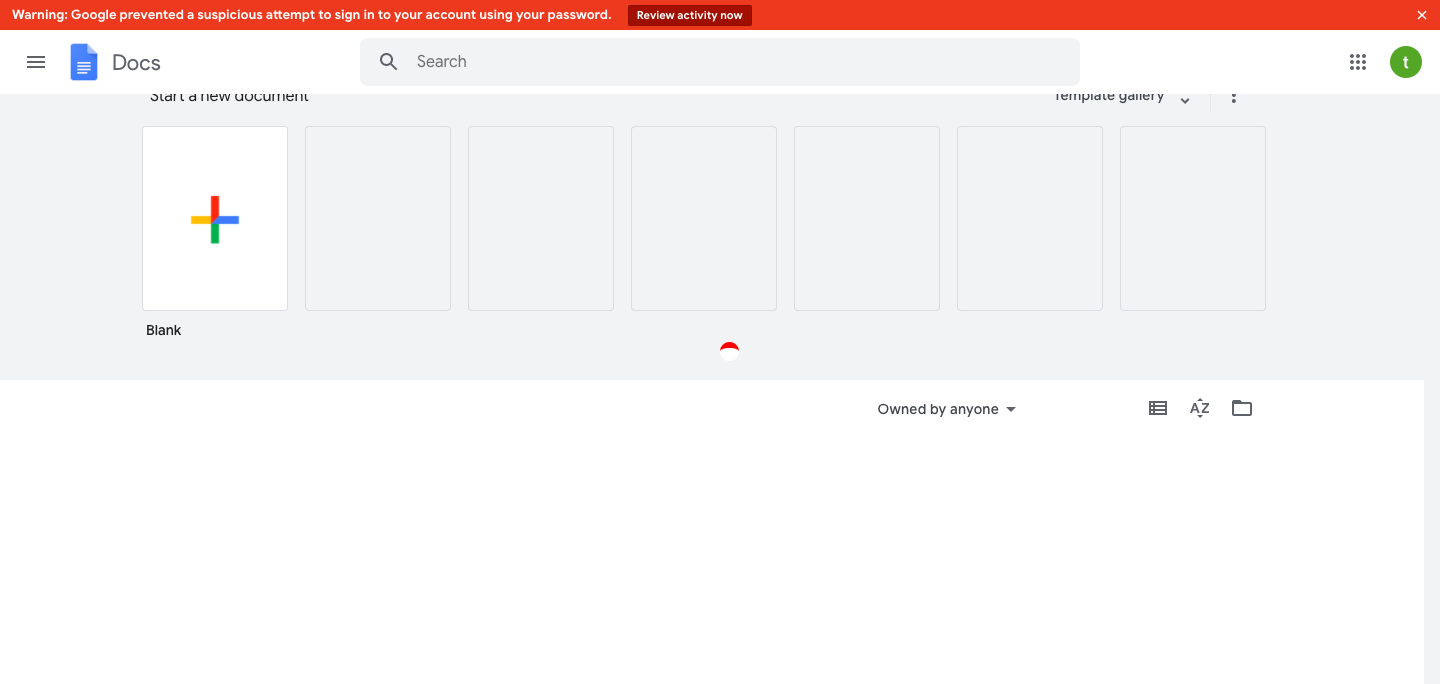 Warning: Google prevented a suspicious attempt to sign in to your account using your password. Review activity now
Docs
Search
t
Start a new document
Template gallery
Blank
Owned by anyone
AZ